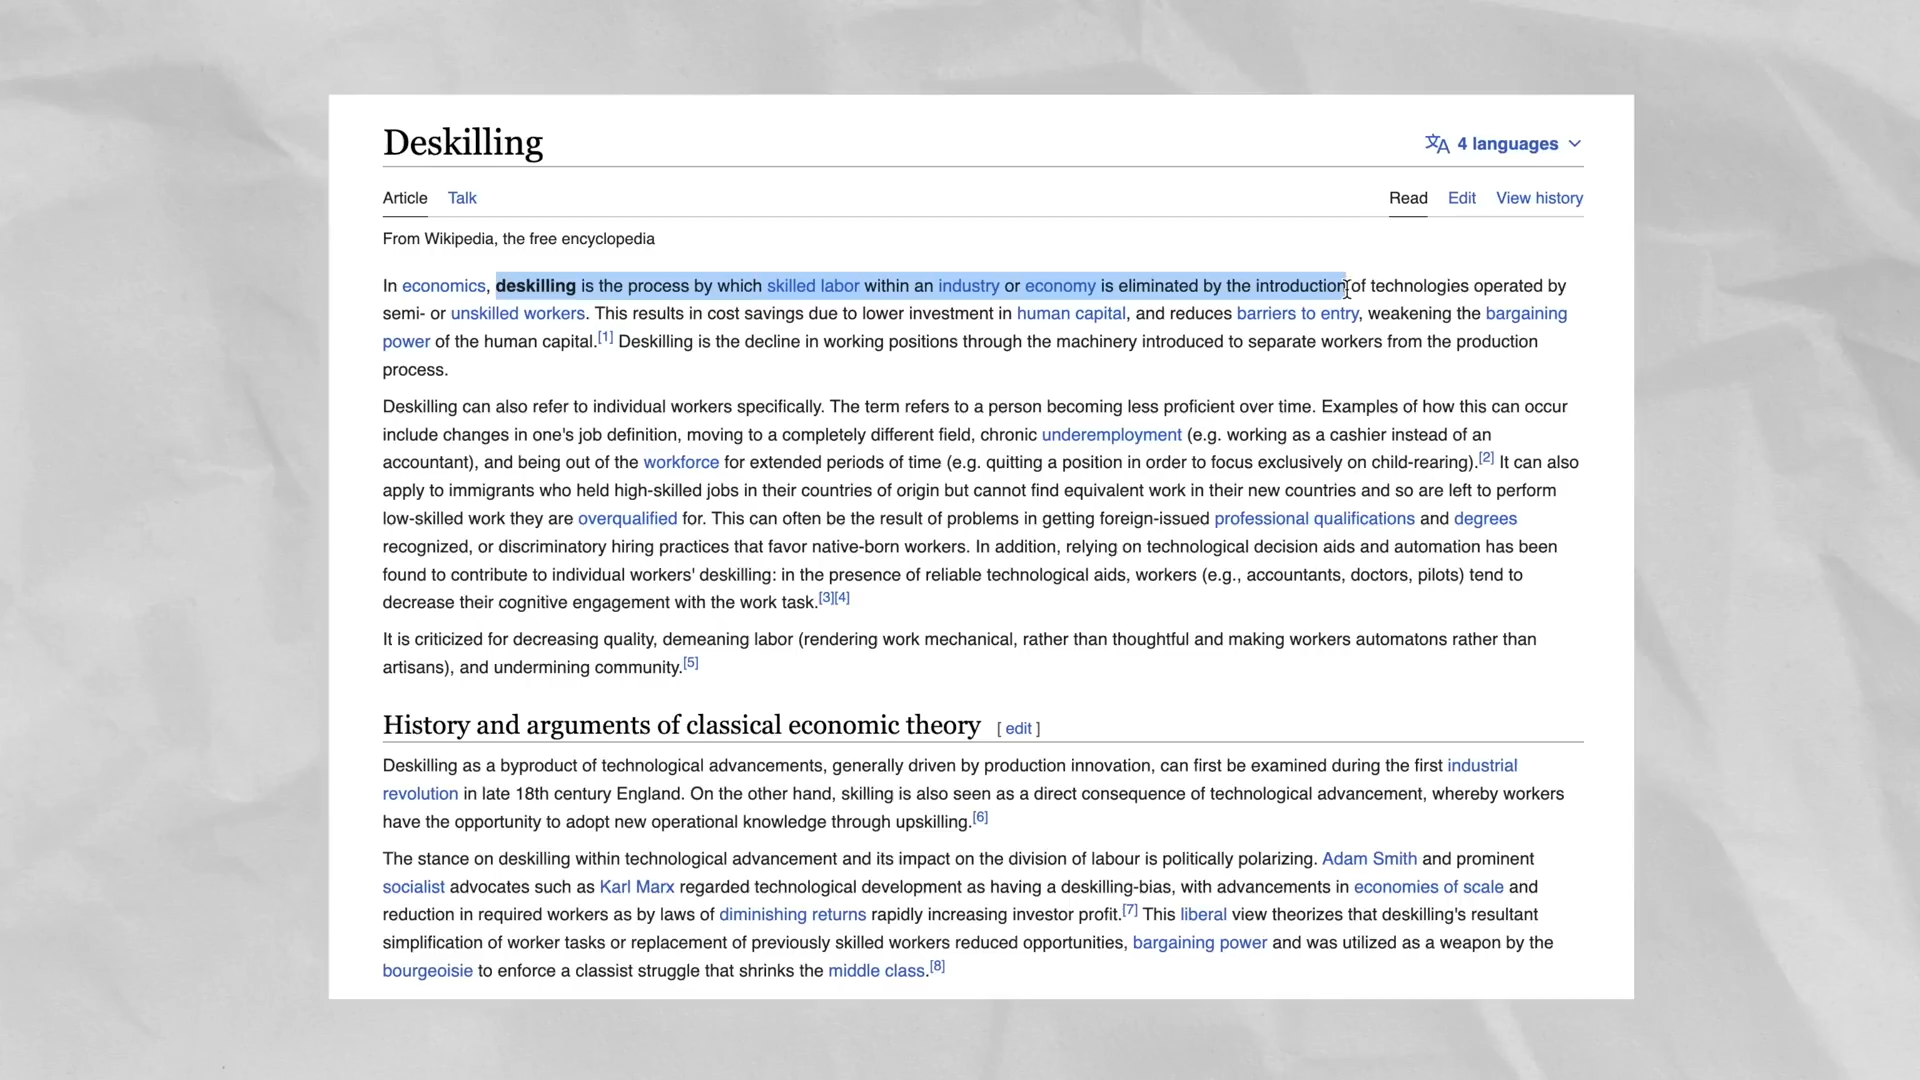 Deskilling
文A 4 languages
Article Talk Read Edit View history
From Wikipedia, the free encyclopedia
In economics, deskilling is the process by which skilled labor within an industry or economy is eliminated by the introduction of technologies operated by
semi- or unskilled workers. This results in cost savings due to lower investment in human capital, and reduces barriers to entry, weakening the bargaining
power of the human capital.[1] Deskilling is the decline in working positions through the machinery introduced to separate workers from the production
process.
Deskilling can also refer to individual workers specifically. The term refers to a person becoming less proficient over time. Examples of how this can occur
include changes in one's job definition, moving to a completely different field, chronic underemployment (e.g. working as a cashier instead of an
accountant), and being out of the workforce for extended periods of time (e.g. quitting a position in order to focus exclusively on child-rearing).[2] It can also
apply to immigrants who held high-skilled jobs in their countries of origin but cannot find equivalent work in their new countries and so are left to perform
low-skilled work they are overqualified for. This can often be the result of problems in getting foreign-issued professional qualifications and degrees
recognized, or discriminatory hiring practices that favor native-born workers. In addition, relying on technological decision aids and automation has been
found to contribute to individual workers' deskilling: in the presence of reliable technological aids, workers (e.g., accountants, doctors, pilots) tend to
decrease their cognitive engagement with the work task.[3][4]
It is criticized for decreasing quality, demeaning labor (rendering work mechanical, rather than thoughtful and making workers automatons rather than
artisans), and undermining community.[5]
History and arguments of classical economic theory [ edit ]
Deskilling as a byproduct of technological advancements, generally driven by production innovation, can first be examined during the first industrial
revolution in late 18th century England. On the other hand, skilling is also seen as a direct consequence of technological advancement, whereby workers
have the opportunity to adopt new operational knowledge through upskilling.[6]
The stance on deskilling within technological advancement and its impact on the division of labour is politically polarizing. Adam Smith and prominent
socialist advocates such as Karl Marx regarded technological development as having a deskilling-bias, with advancements in economies of scale and
reduction in required workers as by laws of diminishing returns rapidly increasing investor profit.[7] This liberal view theorizes that deskilling's resultant
simplification of worker tasks or replacement of previously skilled workers reduced opportunities, bargaining power and was utilized as a weapon by the
bourgeoisie to enforce a classist struggle that shrinks the middle class.[8]